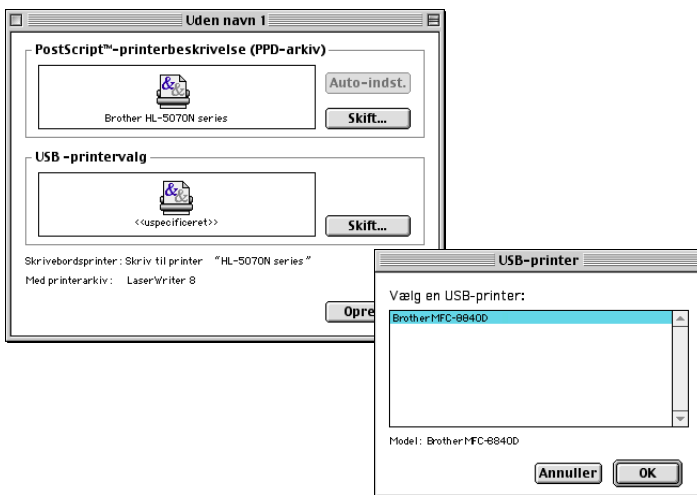 Uden navn 1
PostScript™-printerbeskrivelse (PPD-arkiv)
Auto-indst.
Brother HL-5070N series
Skift...
USB -printervalg
<<uspecificeret>>
Skift...
Skrivebordsprinter: Skriv til printer "HL-5070N series"
Med printerarkiv: LaserWriter 8
Opre
USB-printer
Vælg en USB-printer:
Brother MFC-8840D
Model: Brother MFC-8840D
Annuller
OK